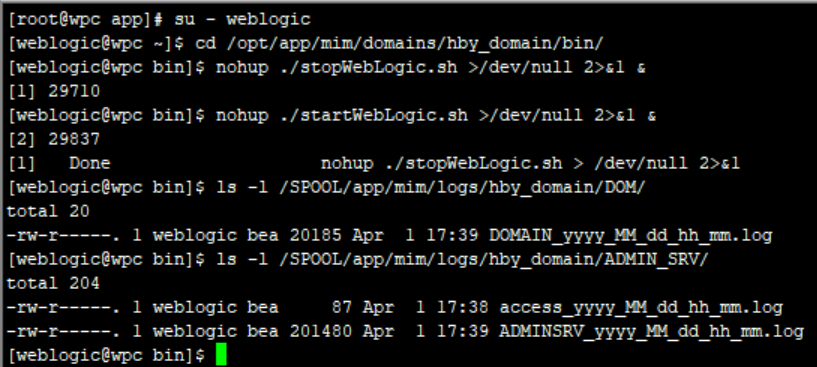 [root@wpc app]# su - weblogic
[weblogic@wpc ~]$ cd /opt/app/mim/domains/hby_domain/bin/
[weblogic@wpc bin]$ nohup ./stopWebLogic.sh >/dev/null 2>&1 &
[1] 29710
[weblogic@wpc bin]$ nohup ./startWebLogic.sh >/dev/null 2>&1 &
[2] 29837
[1]   Done                    nohup ./stopWebLogic.sh > /dev/null 2>&1
[weblogic@wpc bin]$ ls -l /SPOOL/app/mim/logs/hby_domain/DOM/
total 20
-rw-r-----. 1 weblogic bea 20185 Apr  1 17:39 DOMAIN_yyyy_MM_dd_hh_mm.log
[weblogic@wpc bin]$ ls -l /SPOOL/app/mim/logs/hby_domain/ADMIN_SRV/
total 204
-rw-r-----. 1 weblogic bea     87 Apr  1 17:38 access_yyyy_MM_dd_hh_mm.log
-rw-r-----. 1 weblogic bea 201480 Apr  1 17:39 ADMINSRV_yyyy_MM_dd_hh_mm.log
[weblogic@wpc bin]$